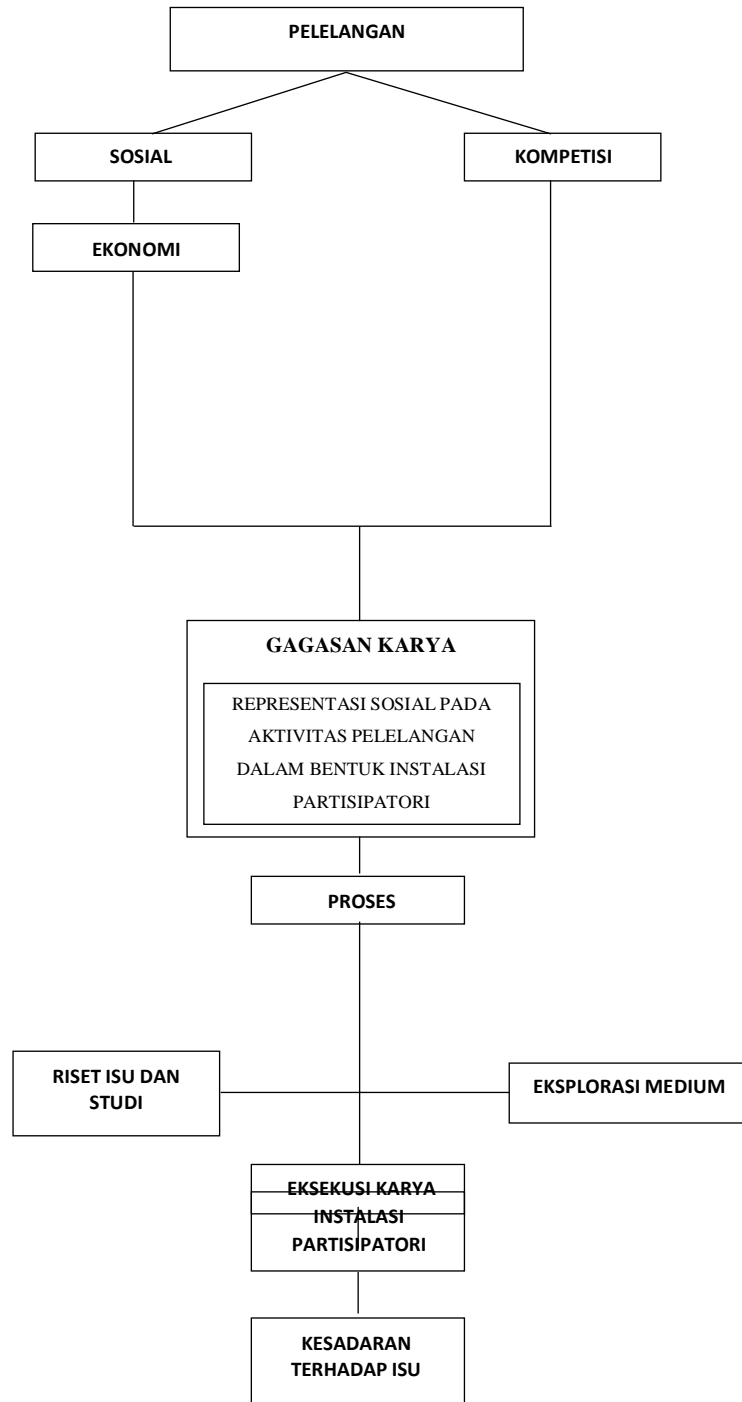 PELELANGAN
SOSIAL
KOMPETISI
EKONOMI
GAGASAN KARYA
REPRESENTASI SOSIAL PADA
AKTIVITAS PELELANGAN
DALAM BENTUK INSTALASI
PARTISIPATORI
PROSES
RISET ISU DAN
STUDI
EKSPLORASI MEDIUM
EKSEKUSI KARYA
INSTALASI
PARTISIPATORI
KESADARAN
TERHADAP ISU